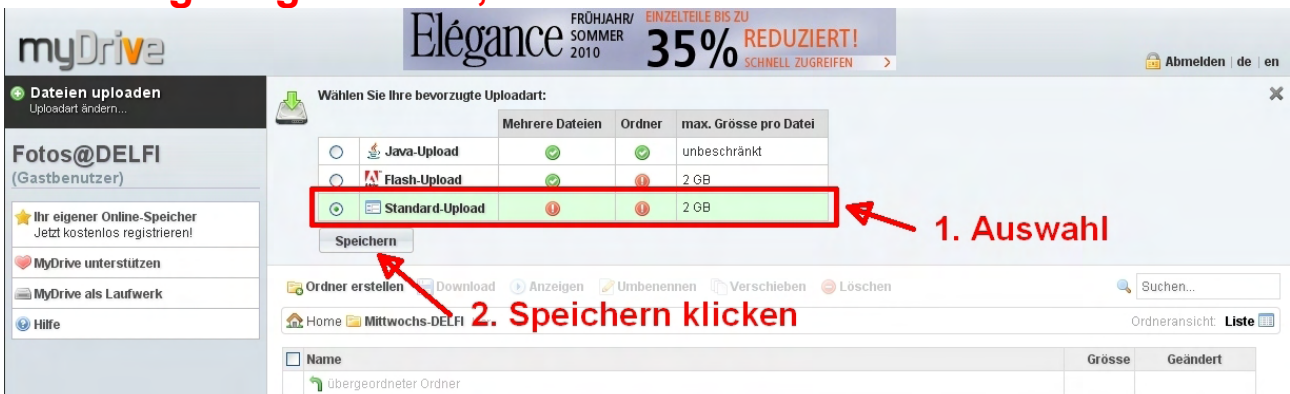 myDrive
Elégance FRÜHJAHR/ SOMMER 2010 EINZELTEILE BIS ZU 35% REDUZIERT! SCHNELL ZUGREIFEN >
Abmelden | de | en
Dateien uploaden
Uploadart ändern...
Wählen Sie Ihre bevorzugte Uploadart:
Mehrere Dateien Ordner max. Grösse pro Datei
Java-Upload unbeschränkt
Flash-Upload 2 GB
Standard-Upload 2 GB
1. Auswahl
Speichern
Fotos@DELFI
(Gastbenutzer)
Ihr eigener Online-Speicher
Jetzt kostenlos registrieren!
MyDrive unterstützen
MyDrive als Laufwerk
Hilfe
Ordner erstellen Download Anzeigen Umbenennen Verschieben Löschen
Suchen...
2. Speichern klicken
Home Mittwochs-DELFI
Ordneransicht: Liste
Name Grösse Geändert
übergeordneter Ordner